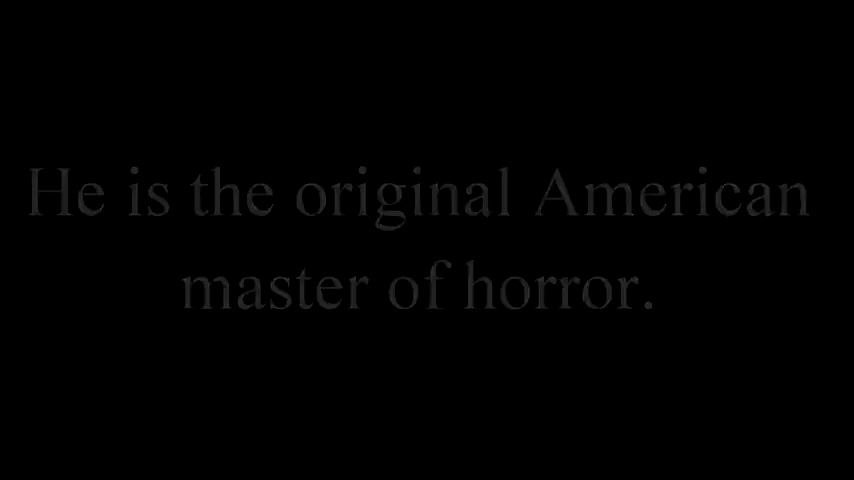 He is the original American
master of horror.